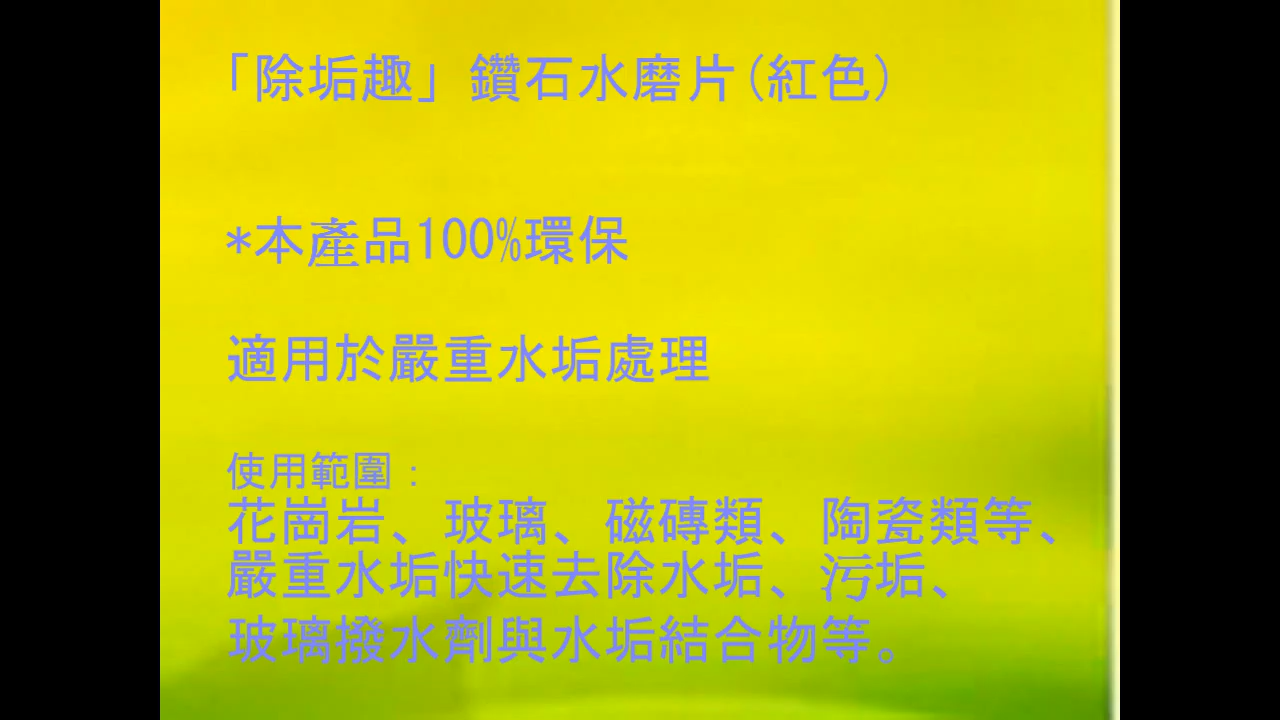 「除垢趣」鑽石水磨片(紅色)
*本產品100%環保
適用於嚴重水垢處理
使用範圍：
花崗岩、玻璃、磁磚類、陶瓷類等、
嚴重水垢快速去除水垢、污垢、
玻璃撥水劑與水垢結合物等。